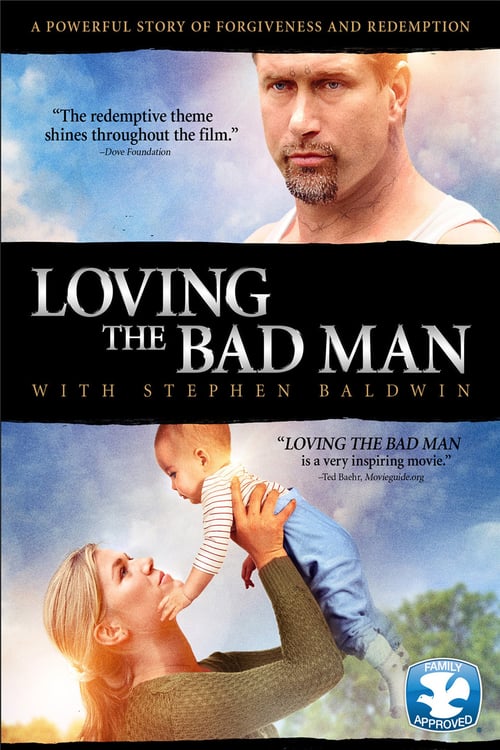 A POWERFUL STORY OF FORGIVENESS AND REDEMPTION
“The redemptive theme
shines throughout the film.”
–Dove Foundation
LOVING
THE BAD MAN
WITH STEPHEN BALDWIN
“LOVING THE BAD MAN
is a very inspiring movie.”
–Ted Baehr, Movieguide.org
FAMILY
APPROVED